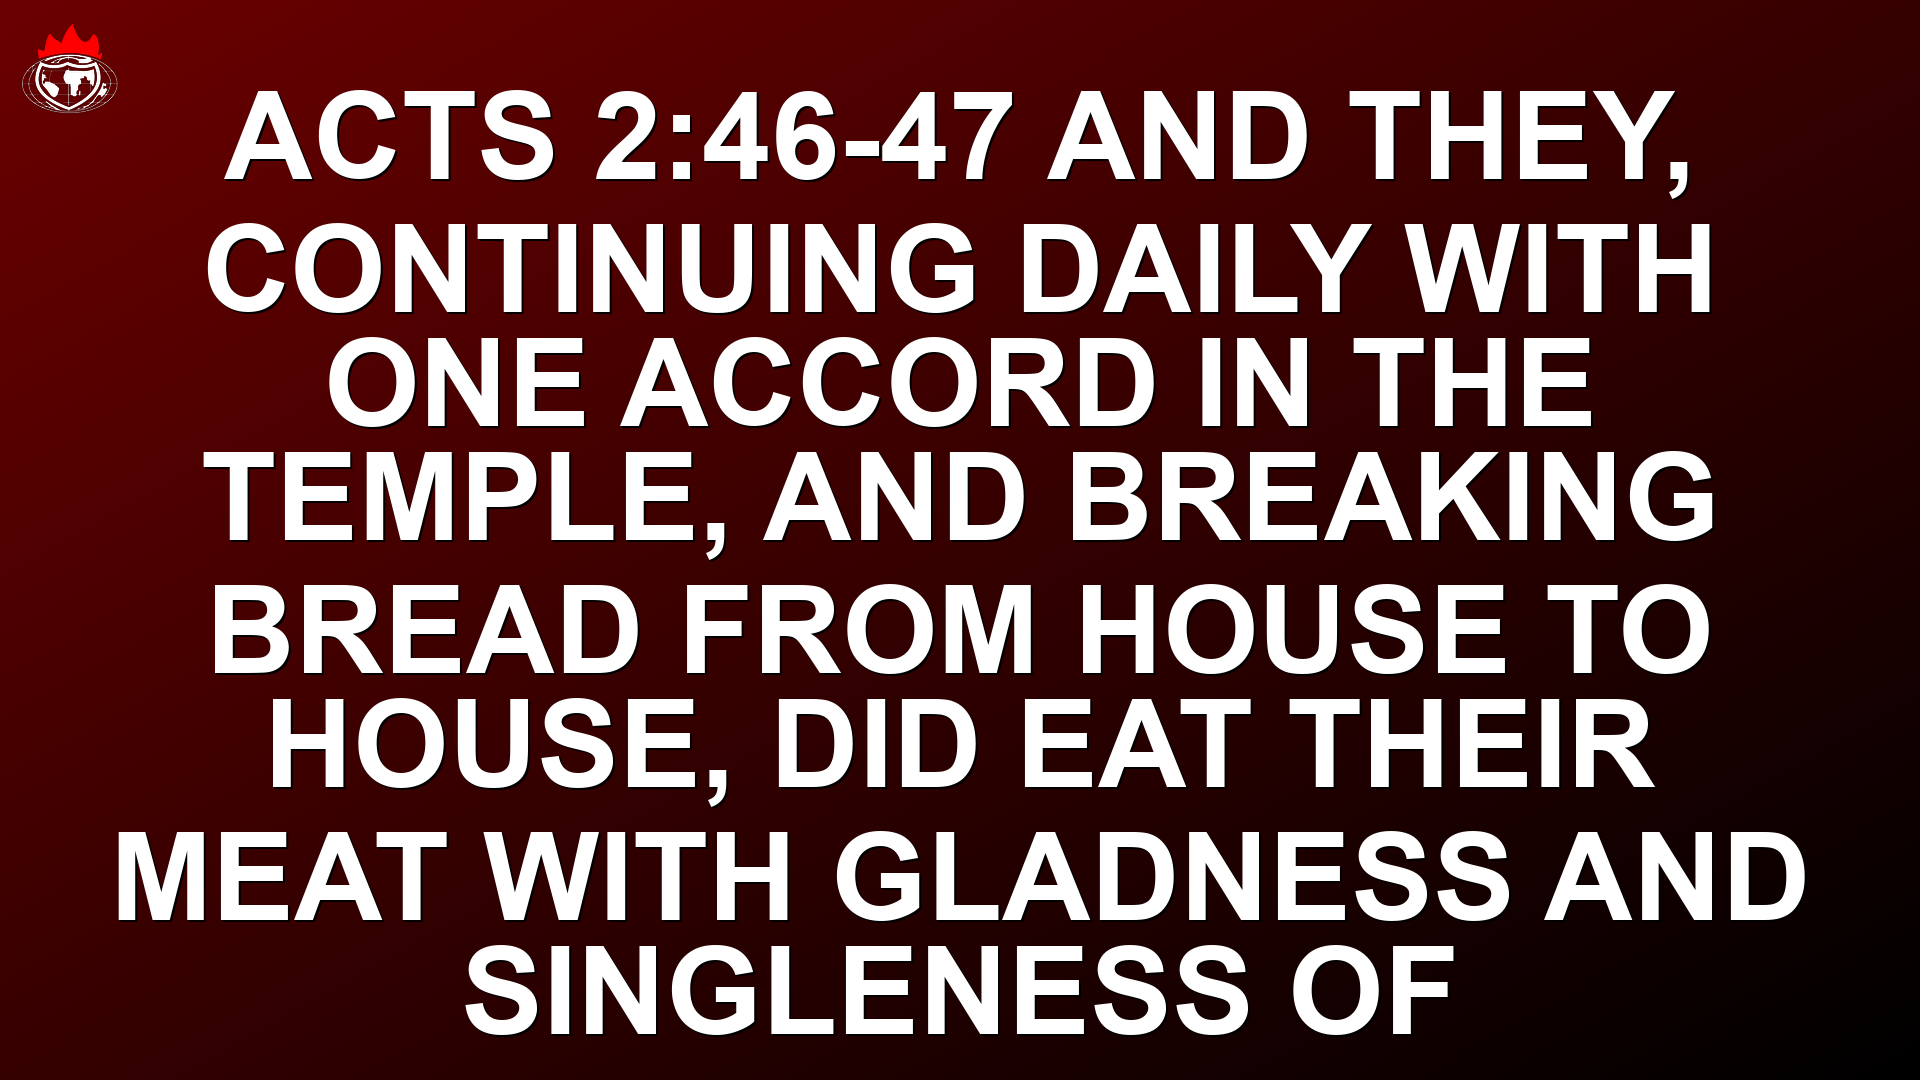 ACTS 2:46-47 AND THEY,
CONTINUING DAILY WITH
ONE ACCORD IN THE
TEMPLE, AND BREAKING
BREAD FROM HOUSE TO
HOUSE, DID EAT THEIR
MEAT WITH GLADNESS AND
SINGLENESS OF